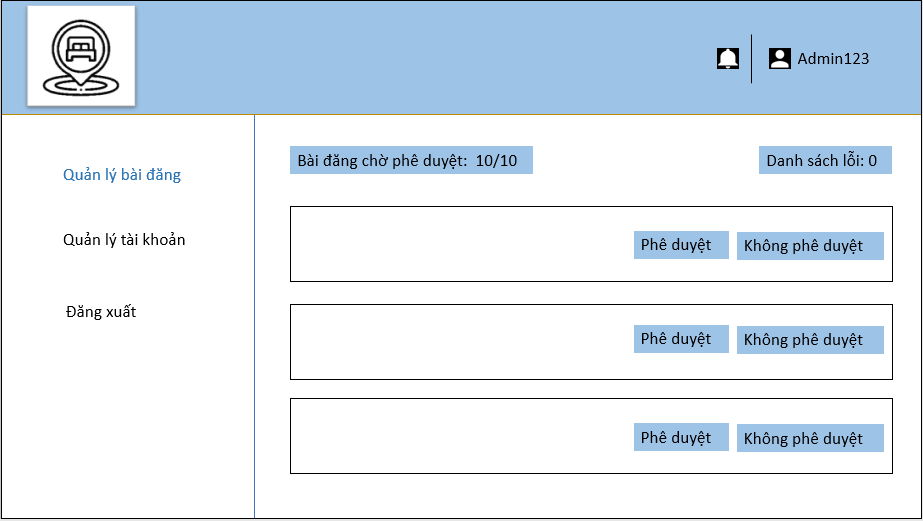 Admin123
Quản lý bài đăng
Quản lý tài khoản
Đăng xuất
Bài đăng chờ phê duyệt: 10/10
Danh sách lỗi: 0
Phê duyệt
Không phê duyệt
Phê duyệt
Không phê duyệt
Phê duyệt
Không phê duyệt